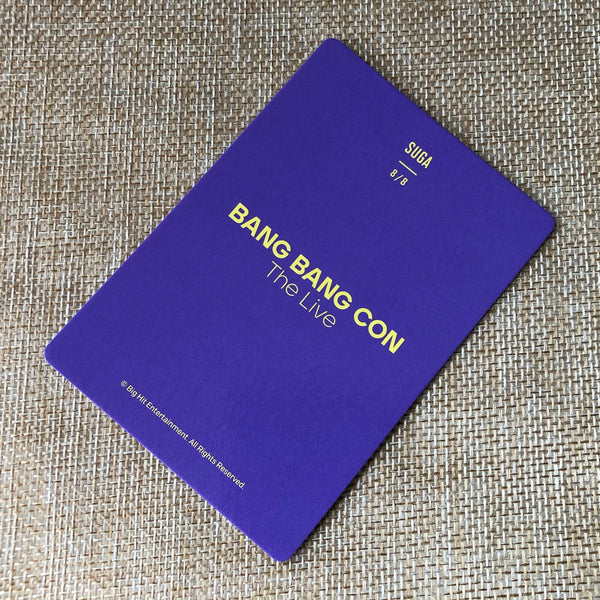 SUGA
8/8
BANG BANG CON
The Live
© Big Hit Entertainment. All Rights Reserved.